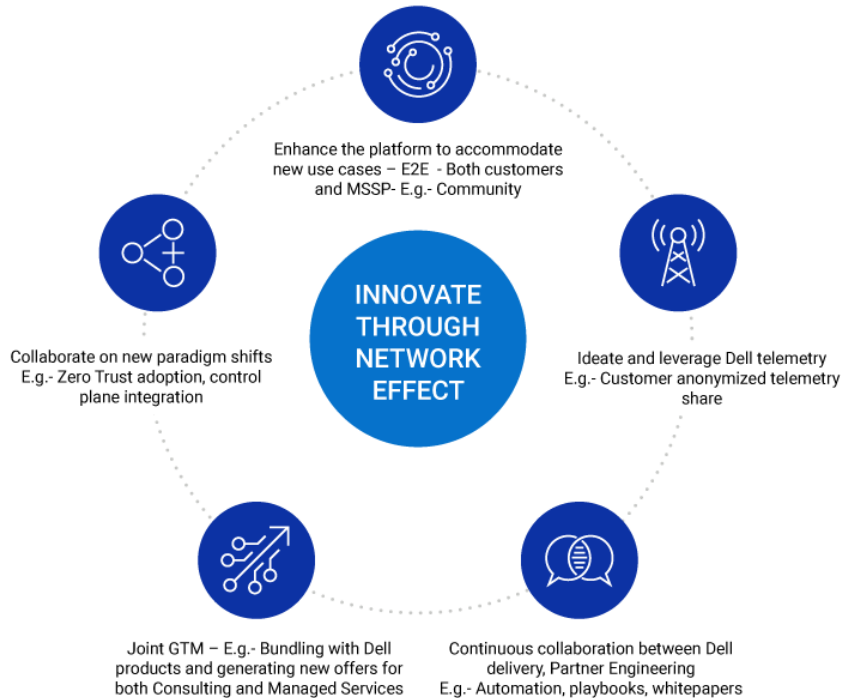 Enhance the platform to accommodate
new use cases – E2E - Both customers
and MSSP- E.g.- Community
INNOVATE
THROUGH
NETWORK
EFFECT
Ideate and leverage Dell telemetry
E.g.- Customer anonymized telemetry
share
Collaborate on new paradigm shifts
E.g.- Zero Trust adoption, control
plane integration
Joint GTM – E.g.- Bundling with Dell
products and generating new offers for
both Consulting and Managed Services
Continuous collaboration between Dell
delivery, Partner Engineering
E.g.- Automation, playbooks, whitepapers